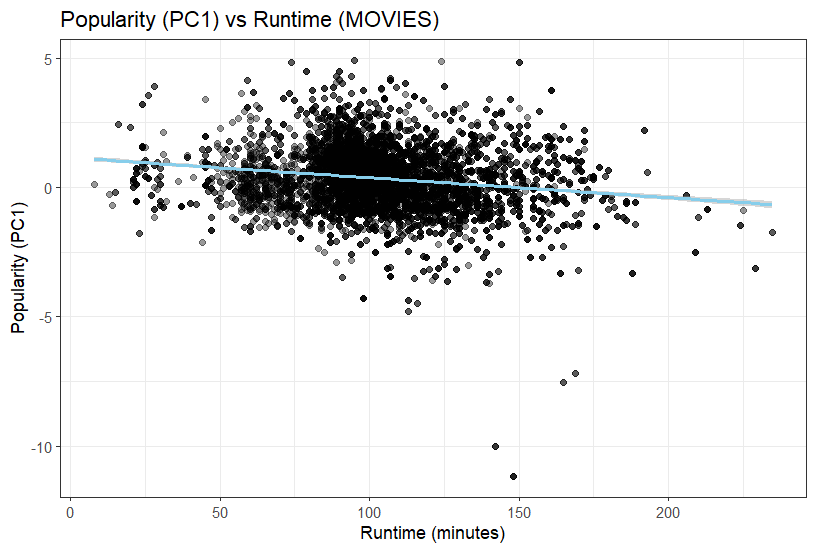 Popularity (PC1) vs Runtime (MOVIES)
5
0
-5
-10
Popularity (PC1)
0 50 100 150 200
Runtime (minutes)